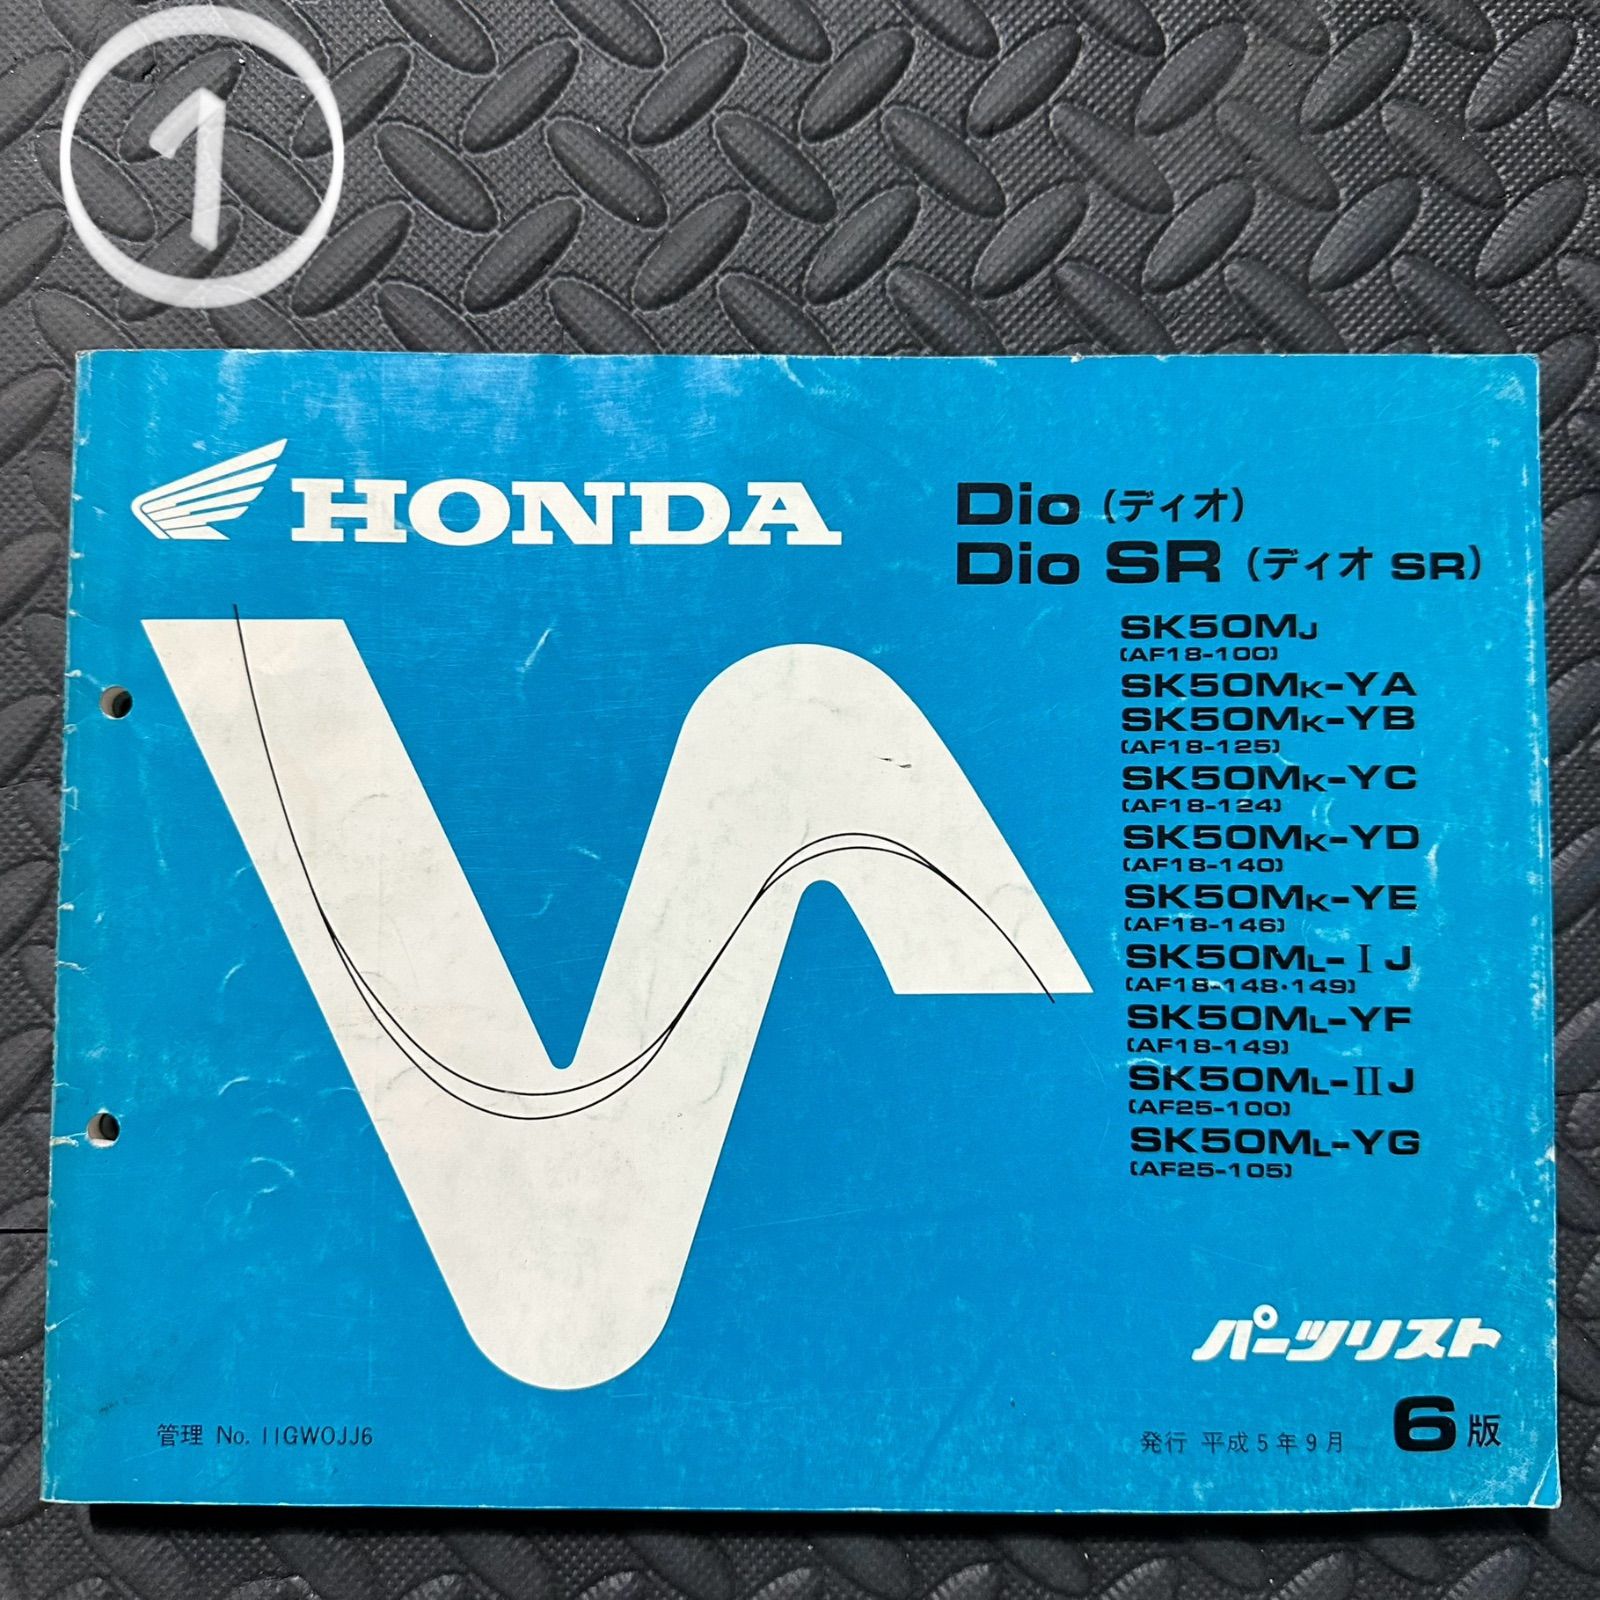 ①
HONDA
Dio (ディオ)
Dio SR (ディオ SR)
SK50MJ
(AF18-100)
SK50MK-YA
SK50MK-YB
(AF18-125)
SK50MK-YC
(AF18-124)
SK50MK-YD
(AF18-140)
SK50MK-YE
(AF18-146)
SK50ML-ⅠJ
(AF18-148・149)
SK50ML-YF
(AF18-149)
SK50ML-ⅡJ
(AF25-100)
SK50ML-YG
(AF25-105)
パーツリスト
管理 No. 11GW0JJ6
発行 平成5年9月 6版